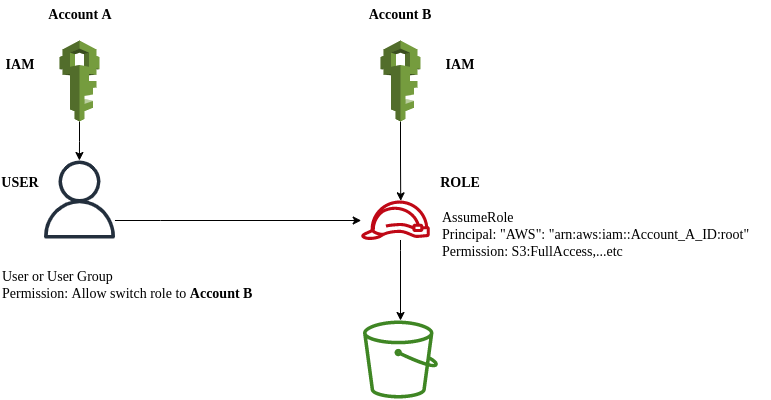 Account A
Account B
IAM
IAM
USER
ROLE
AssumeRole
Principal: "AWS": "arn:aws:iam::Account_A_ID:root"
Permission: S3:FullAccess,...etc
User or User Group
Permission: Allow switch role to Account B